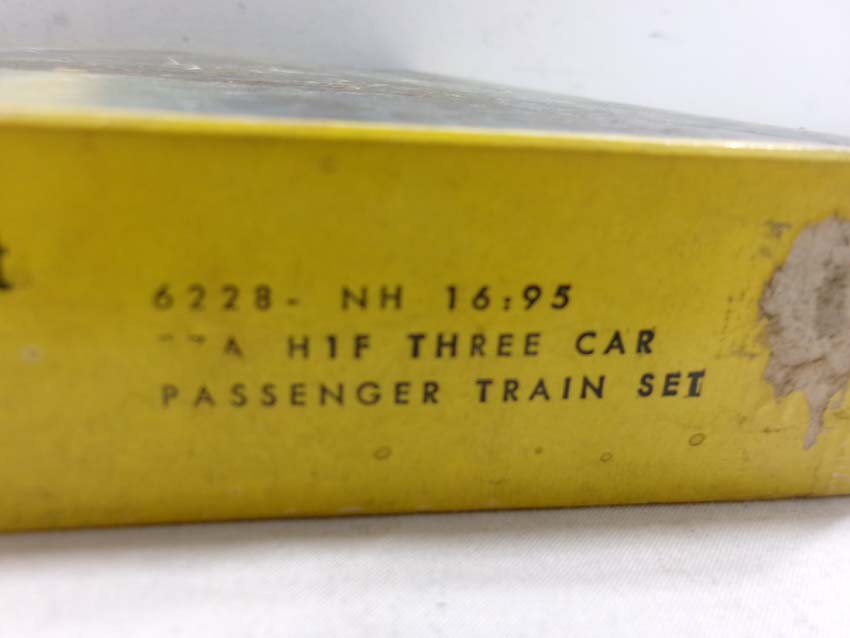 6228- NH 16:95
H1F THREE CAR
PASSENGER TRAIN SET